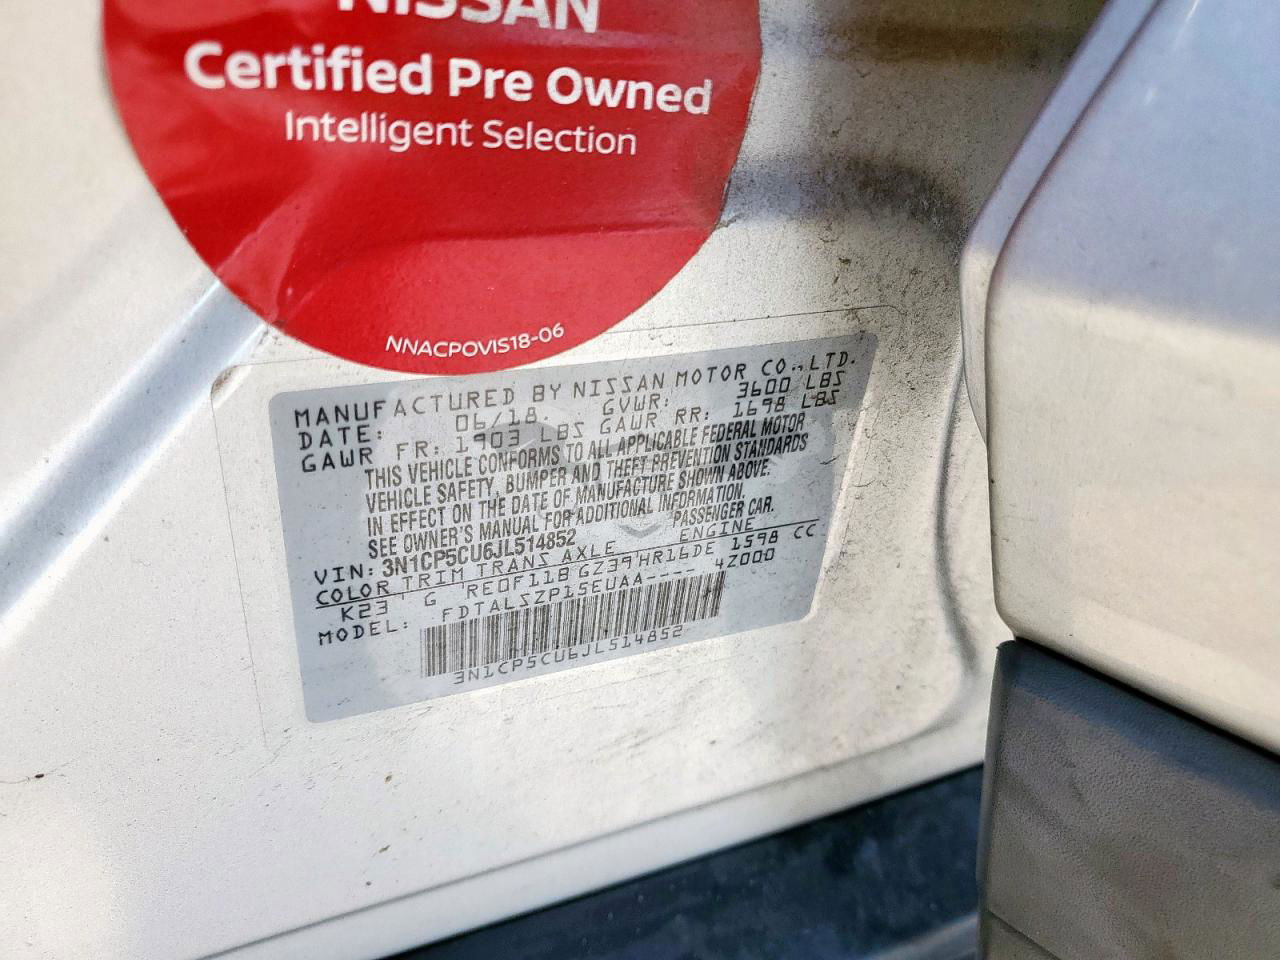 NISSAN
Certified Pre Owned
Intelligent Selection
NNACPOVIS18-06
MANUFACTURED BY NISSAN MOTOR CO.,LTD.
DATE: 06/18. GVWR: 3600 LBS
GAWR FR: 1903 LBS GAWR RR: 1698 LBS
THIS VEHICLE CONFORMS TO ALL APPLICABLE FEDERAL MOTOR
VEHICLE SAFETY, BUMPER AND THEFT PREVENTION STANDARDS
IN EFFECT ON THE DATE OF MANUFACTURE SHOWN ABOVE.
SEE OWNER'S MANUAL FOR ADDITIONAL INFORMATION.
VIN: 3N1CP5CU6JL514852 PASSENGER CAR.
COLOR TRIM TRANS AXLE ENGINE
K23 G RE0F11B GZ39 HR16DE 1598 CC
MODEL: FDTALSZP15EUAA---- 4Z000
3N1CP5CU6JL514852